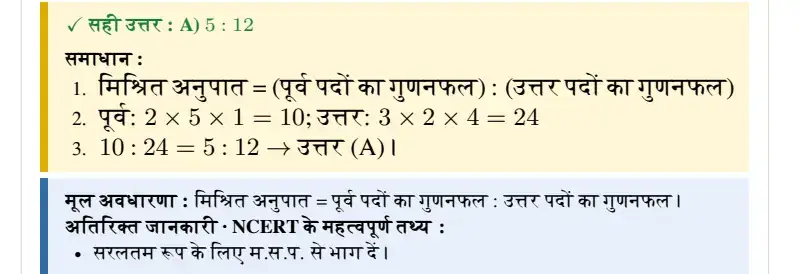 ✓ सही उत्तर : A) 5 : 12
समाधान :
1. मिश्रित अनुपात = (पूर्व पदों का गुणनफल) : (उत्तर पदों का गुणनफल)
2. पूर्व: 2 × 5 × 1 = 10; उत्तर: 3 × 2 × 4 = 24
3. 10 : 24 = 5 : 12 → उत्तर (A)।
मूल अवधारणा : मिश्रित अनुपात = पूर्व पदों का गुणनफल : उत्तर पदों का गुणनफल।
अतिरिक्त जानकारी · NCERT के महत्वपूर्ण तथ्य :
• सरलतम रूप के लिए म.स.प. से भाग दें।